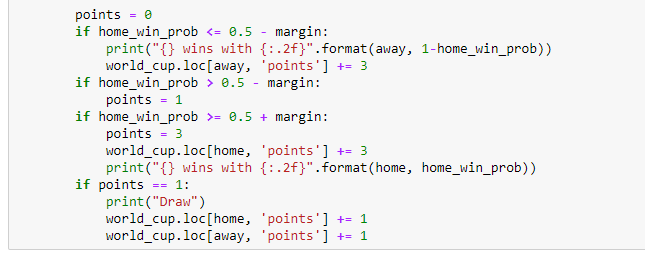 points = 0
if home_win_prob <= 0.5 - margin:
    print("{} wins with {:.2f}".format(away, 1-home_win_prob))
    world_cup.loc[away, 'points'] += 3
if home_win_prob > 0.5 - margin:
    points = 1
if home_win_prob >= 0.5 + margin:
    points = 3
    world_cup.loc[home, 'points'] += 3
    print("{} wins with {:.2f}".format(home, home_win_prob))
if points == 1:
    print("Draw")
    world_cup.loc[home, 'points'] += 1
    world_cup.loc[away, 'points'] += 1